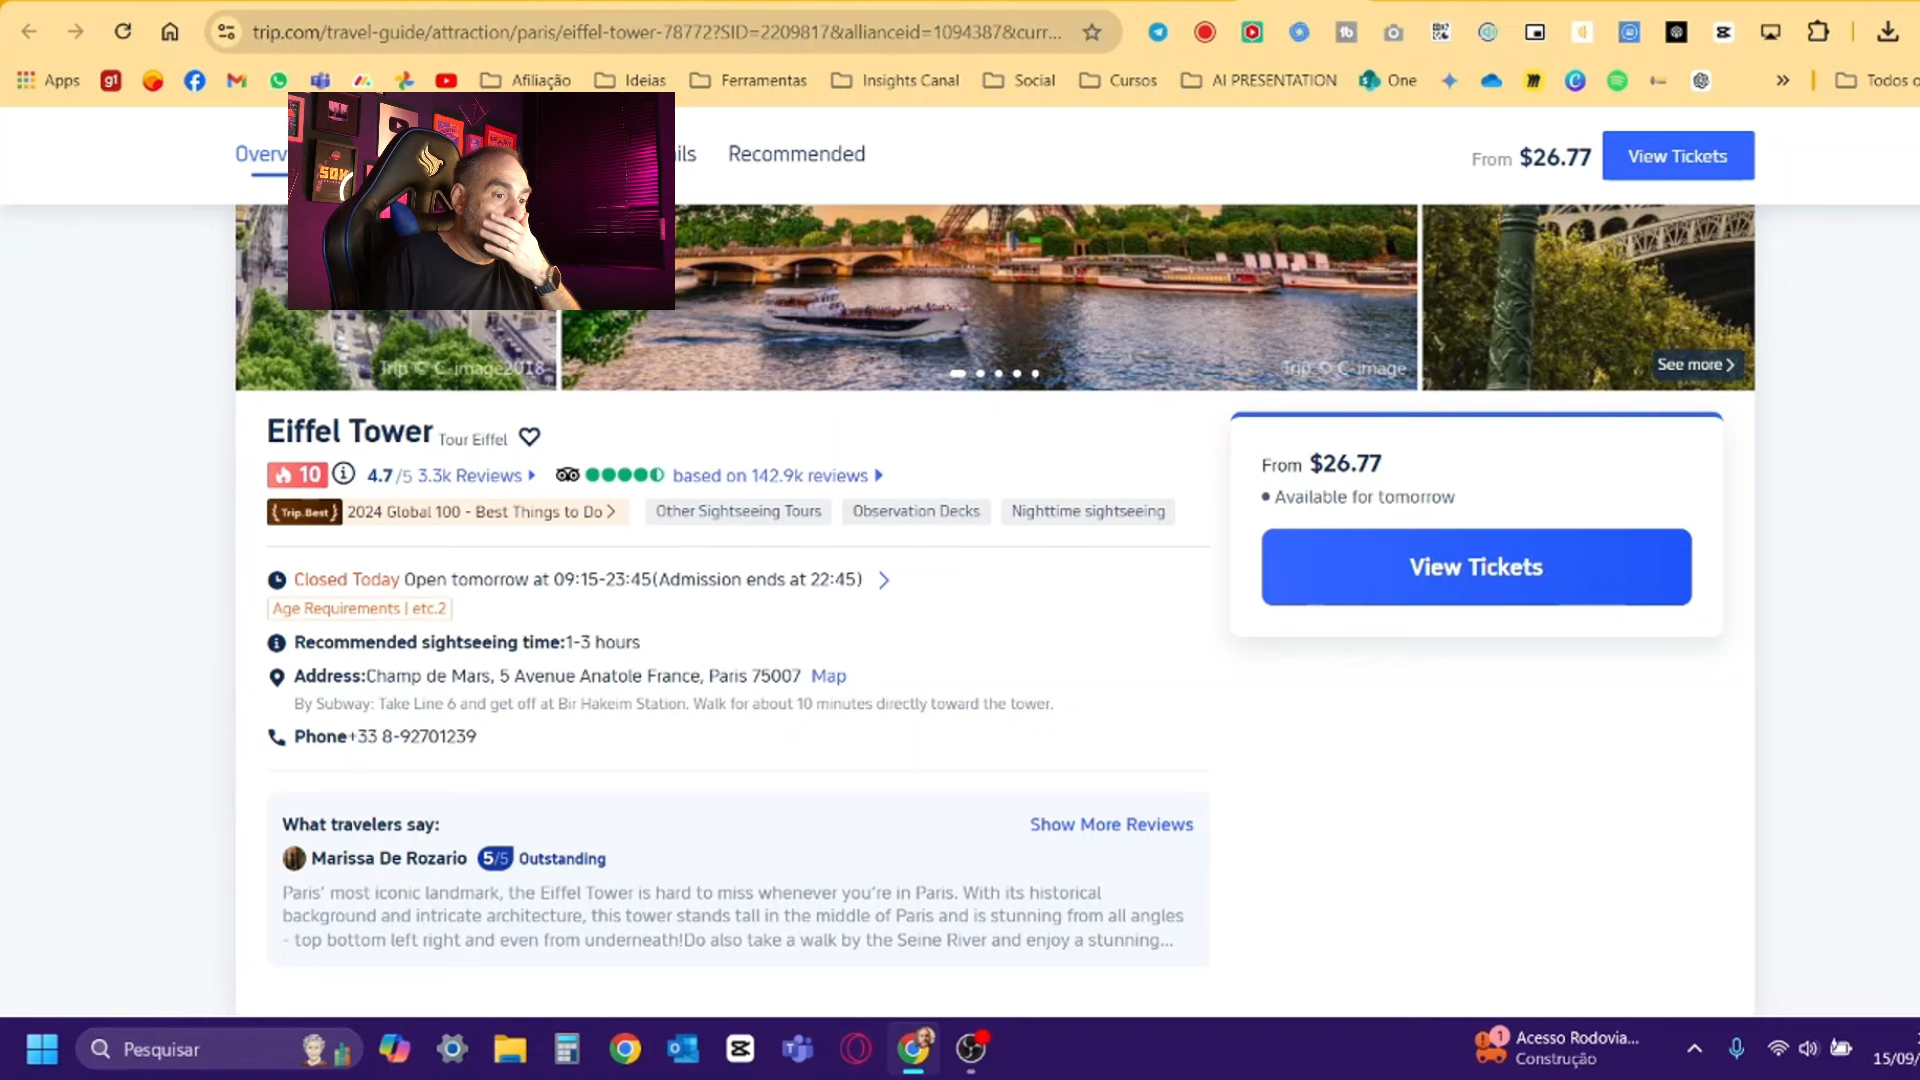 trip.com/travel-guide/attraction/paris/eiffel-tower-78772?SID=2209817&allianceid=1094387&curr...
Apps
g1
Afiliação
Ideias
Ferramentas
Insights Canal
Social
Cursos
AI PRESENTATION
One
»
Todos o
Overv
ils
Recommended
From $26.77
View Tickets
Trip © C-image2018
Trip © C-image
See more >
Eiffel Tower Tour Eiffel
10 4.7/5 3.3k Reviews based on 142.9k reviews
Trip.Best 2024 Global 100 - Best Things to Do >
Other Sightseeing Tours
Observation Decks
Nighttime sightseeing
From $26.77
• Available for tomorrow
View Tickets
Closed Today Open tomorrow at 09:15-23:45(Admission ends at 22:45) >
Age Requirements | etc.2
Recommended sightseeing time:1-3 hours
Address:Champ de Mars, 5 Avenue Anatole France, Paris 75007 Map
By Subway: Take Line 6 and get off at Bir Hakeim Station. Walk for about 10 minutes directly toward the tower.
Phone+33 8-92701239
What travelers say:
Show More Reviews
Marissa De Rozario 5/5 Outstanding
Paris' most iconic landmark, the Eiffel Tower is hard to miss whenever you're in Paris. With its historical
background and intricate architecture, this tower stands tall in the middle of Paris and is stunning from all angles
- top bottom left right and even from underneath!Do also take a walk by the Seine River and enjoy a stunning...
Pesquisar
1
Acesso Rodovia...
Construção
15/09/